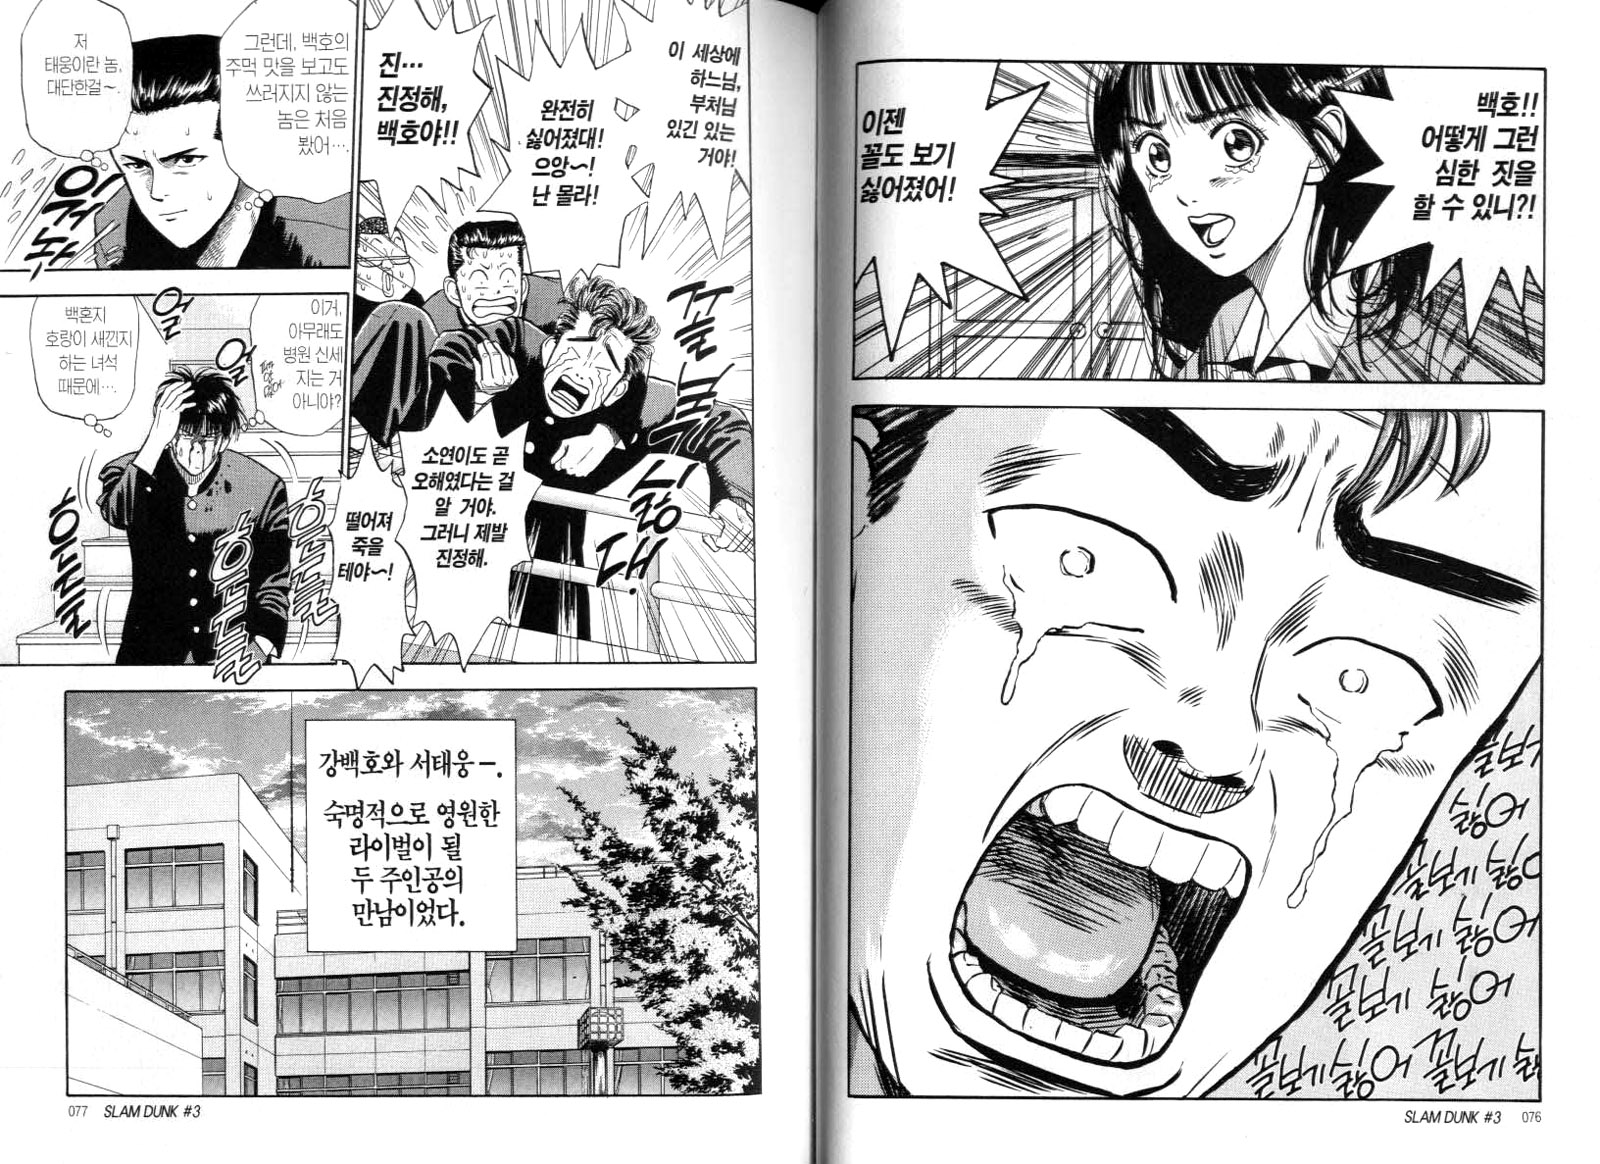 백호!!
어떻게 그런
심한 짓을
할 수 있니?!
이젠
꼴도 보기
싫어졌어!
꼴보기
싫어
꼴보기 싫어
꼴보기 싫어
꼴보기 싫어
꼴보기싫어 꼴보기 싫
SLAM DUNK #3 076
이 세상에
하느님,
부처님
있긴 있는
거야!
완전히
싫어졌대!
으앙~!
난 몰라!
진…
진정해,
백호야!!
소연이도 곧
오해였다는 걸
알 거야.
그러니 제발
진정해.
떨어져
죽을
테야~!
그런데, 백호의
주먹 맛을 보고도
쓰러지지 않는
놈은 처음
봤어….
저
태웅이란 놈,
대단한걸~.
이거,
아무래도
병원 신세
지는 거
아니야?
얼
얼
백혼지
호랑이 새낀지
하는 녀석
때문에….
흔들
흔들
흔들
강백호와 서태웅ㅡ.
숙명적으로 영원한
라이벌이 될
두 주인공의
만남이었다.
077 SLAM DUNK #3